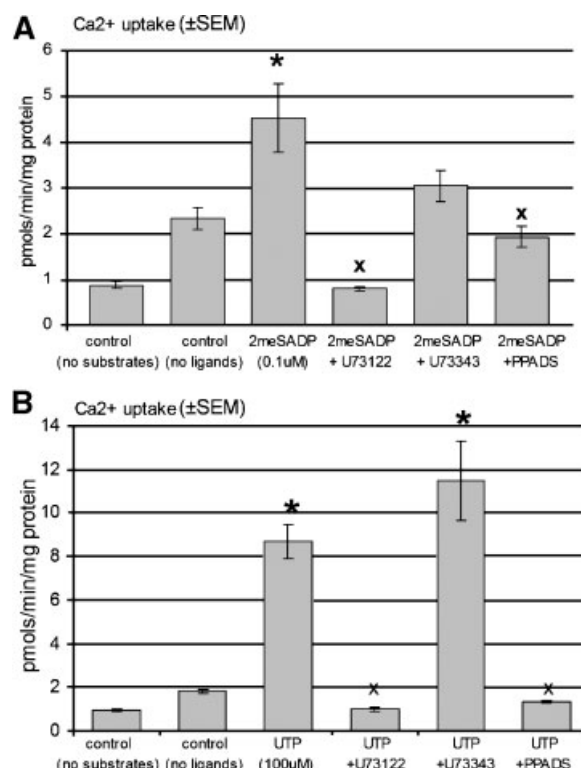 A
Ca2+ uptake (±SEM)
pmols/min/mg protein
6
5
4
3
2
1
0
*
x
x
control
(no substrates)
control
(no ligands)
2meSADP
(0.1uM)
2meSADP
+ U73122
2meSADP
+ U73343
2meSADP
+PPADS
B
Ca2+ uptake (±SEM)
pmols/min/mg protein
14
12
10
8
6
4
2
0
*
x
*
x
control
(no substrates)
control
(no ligands)
UTP
(100uM)
UTP
+U73122
UTP
+U73343
UTP
+PPADS